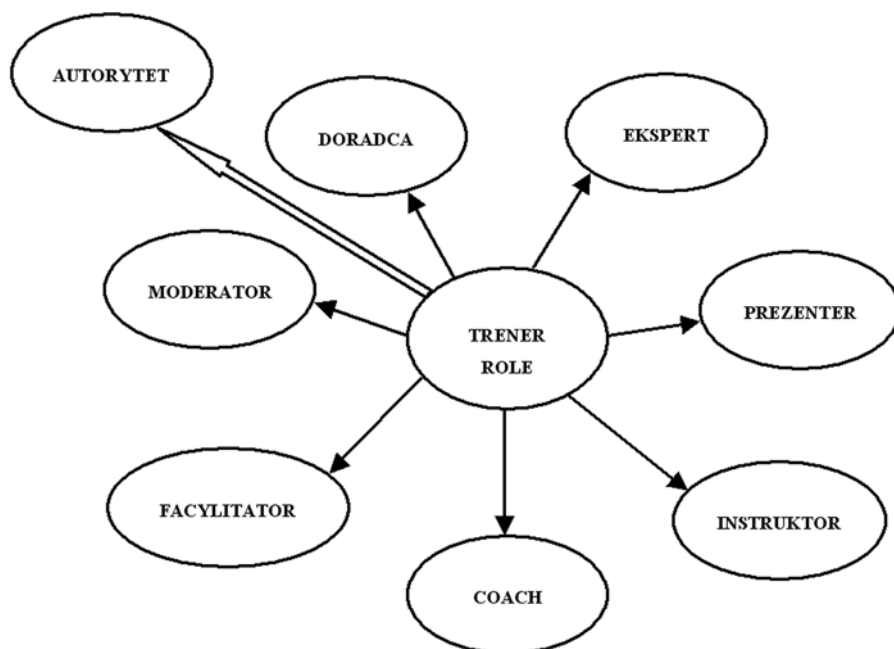 AUTORYTET
DORADCA
EKSPERT
MODERATOR
TRENER
ROLE
PREZENTER
FACYLITATOR
INSTRUKTOR
COACH